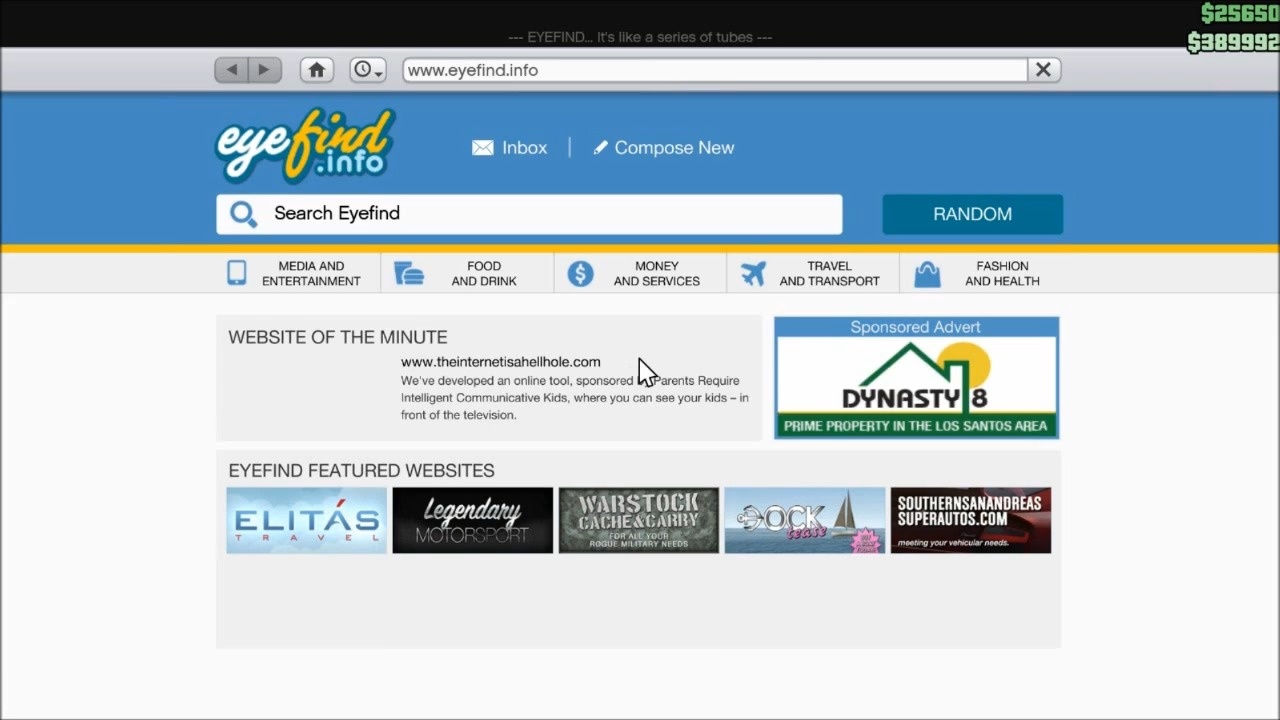 $25650
--- EYEFIND... It's like a series of tubes ---
$389992
www.eyefind.info
eyefind
.info
Inbox
Compose New
Search Eyefind
RANDOM
MEDIA AND
ENTERTAINMENT
FOOD
AND DRINK
MONEY
AND SERVICES
TRAVEL
AND TRANSPORT
FASHION
AND HEALTH
WEBSITE OF THE MINUTE
www.theinternetisahellhole.com
We've developed an online tool, sponsored Parents Require
Intelligent Communicative Kids, where you can see your kids – in
front of the television.
Sponsored Advert
DYNASTY 8
PRIME PROPERTY IN THE LOS SANTOS AREA
EYEFIND FEATURED WEBSITES
ELITÁS
TRAVEL
Legendary
MOTORSPORT
WARSTOCK
CACHE & CARRY
FOR ALL YOUR
ROGUE MILITARY NEEDS
DOCK
tease
SOUTHERNSANANDREAS
SUPERAUTOS.COM
meeting your vehicular needs.